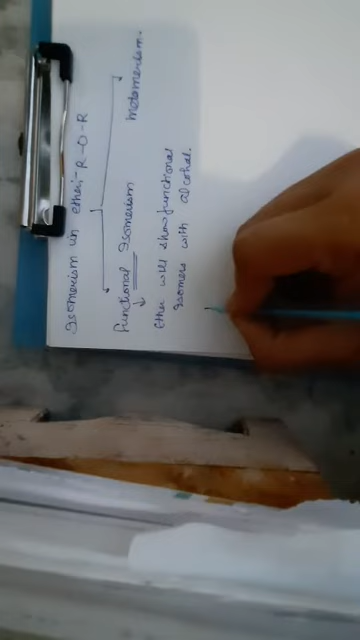 Isomerism in ether:- R-O-R
Functional Isomerism
metamerism.
Ether will show functional
isomers with alcohol.